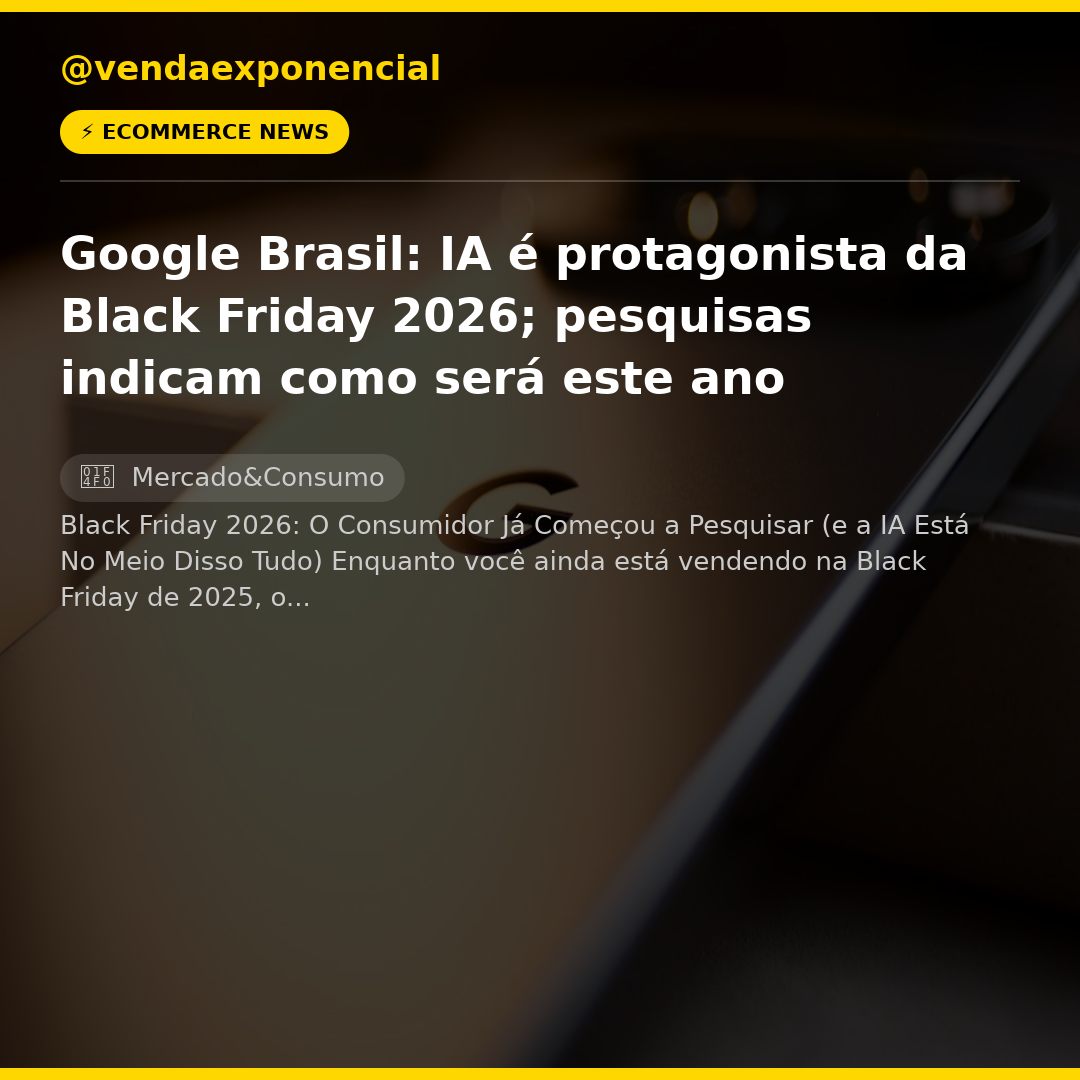 @vendaexponencial
⚡ ECOMMERCE NEWS
Google Brasil: IA é protagonista da
Black Friday 2026; pesquisas
indicam como será este ano
01F4F0 Mercado&Consumo
G
Black Friday 2026: O Consumidor Já Começou a Pesquisar (e a IA Está
No Meio Disso Tudo) Enquanto você ainda está vendendo na Black
Friday de 2025, o...